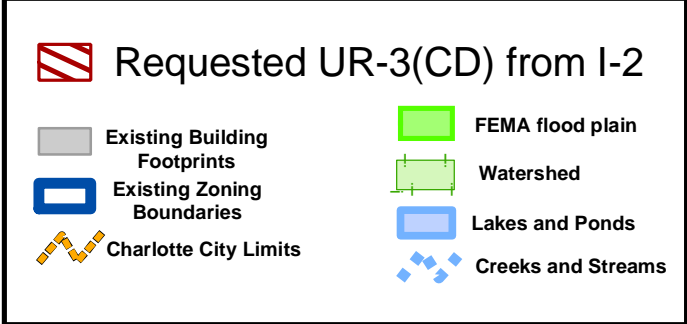 Requested UR-3(CD) from I-2
Existing Building
Footprints
Existing Zoning
Boundaries
Charlotte City Limits
FEMA flood plain
Watershed
Lakes and Ponds
Creeks and Streams